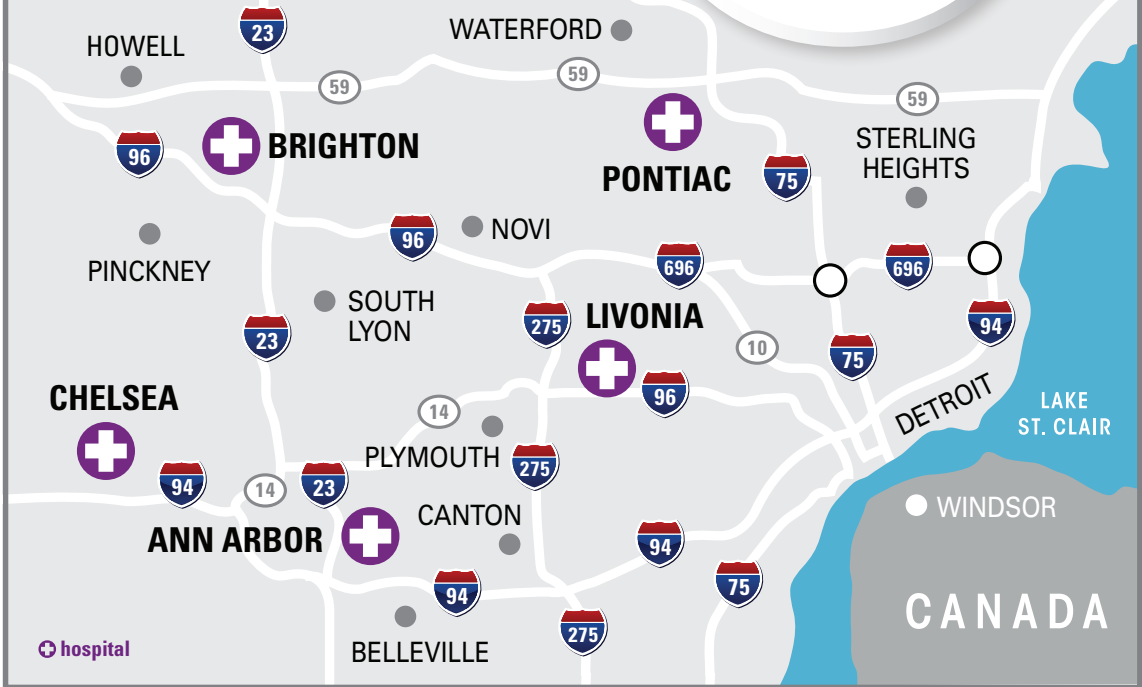 23
WATERFORD
HOWELL
59
59
59
96
BRIGHTON
PONTIAC
75
STERLING
HEIGHTS
PINCKNEY
96
NOVI
696
696
SOUTH
LYON
23
275
LIVONIA
10
75
94
CHELSEA
14
96
DETROIT
LAKE
ST. CLAIR
PLYMOUTH
275
94
14
23
ANN ARBOR
CANTON
WINDSOR
94
94
75
CANADA
BELLEVILLE
275
hospital